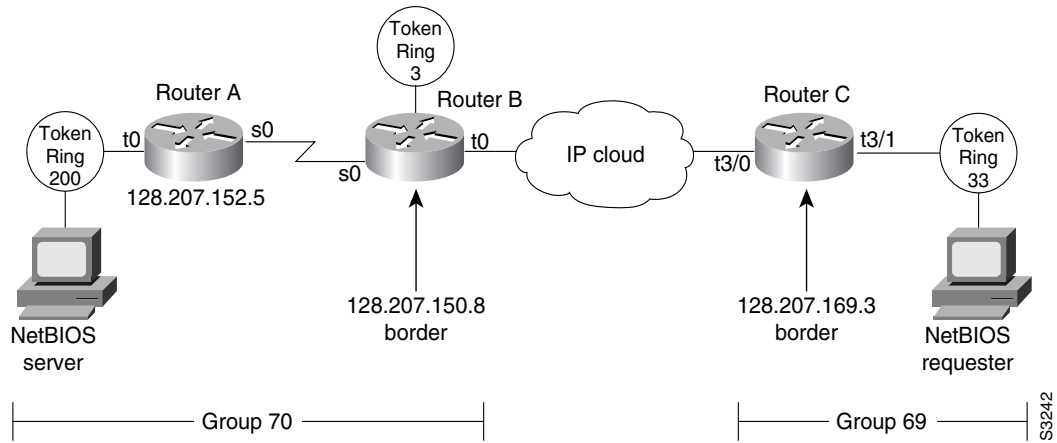 Token
Ring
3
Router A
Router B
Router C
Token
Ring
200
t0
s0
s0
t0
IP cloud
t3/0
t3/1
Token
Ring
33
128.207.152.5
128.207.150.8
border
128.207.169.3
border
NetBIOS
server
NetBIOS
requester
Group 70
Group 69
S3242